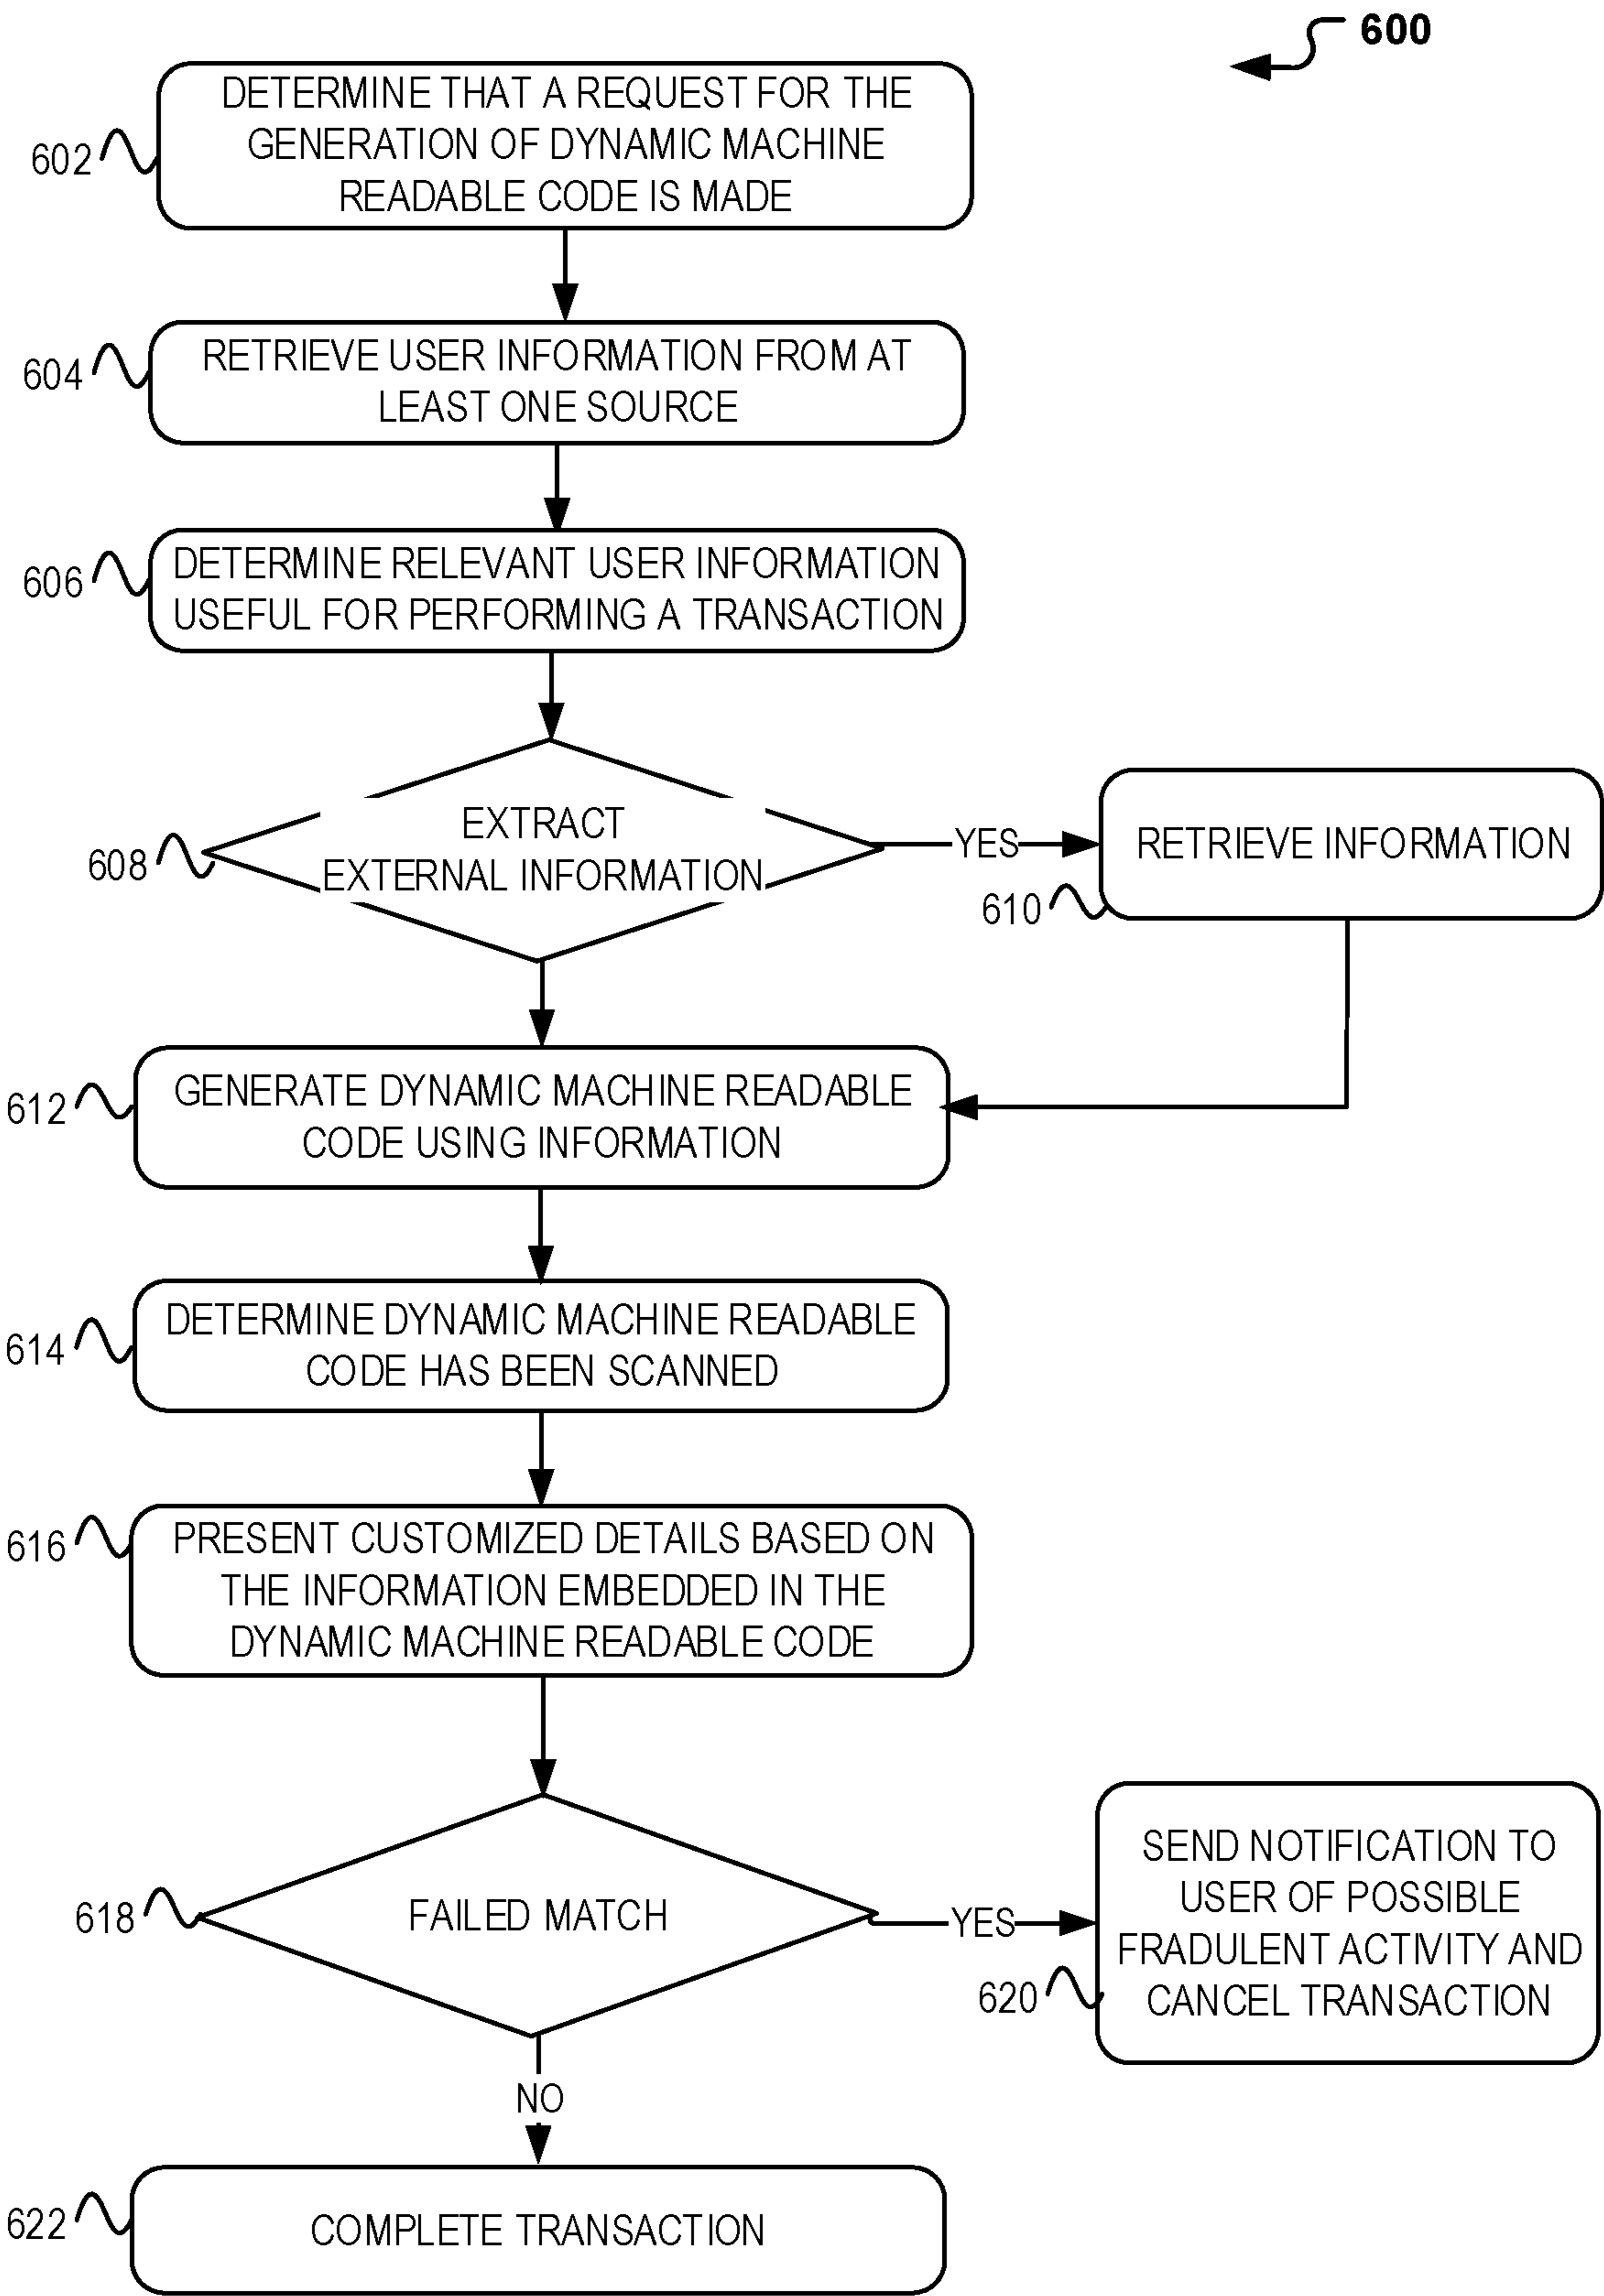 600
602
DETERMINE THAT A REQUEST FOR THE
GENERATION OF DYNAMIC MACHINE
READABLE CODE IS MADE
604
RETRIEVE USER INFORMATION FROM AT
LEAST ONE SOURCE
606
DETERMINE RELEVANT USER INFORMATION
USEFUL FOR PERFORMING A TRANSACTION
608
EXTRACT
EXTERNAL INFORMATION
YES
RETRIEVE INFORMATION
610
612
GENERATE DYNAMIC MACHINE READABLE
CODE USING INFORMATION
614
DETERMINE DYNAMIC MACHINE READABLE
CODE HAS BEEN SCANNED
616
PRESENT CUSTOMIZED DETAILS BASED ON
THE INFORMATION EMBEDDED IN THE
DYNAMIC MACHINE READABLE CODE
618
FAILED MATCH
YES
SEND NOTIFICATION TO
USER OF POSSIBLE
FRADULENT ACTIVITY AND
CANCEL TRANSACTION
620
NO
622
COMPLETE TRANSACTION